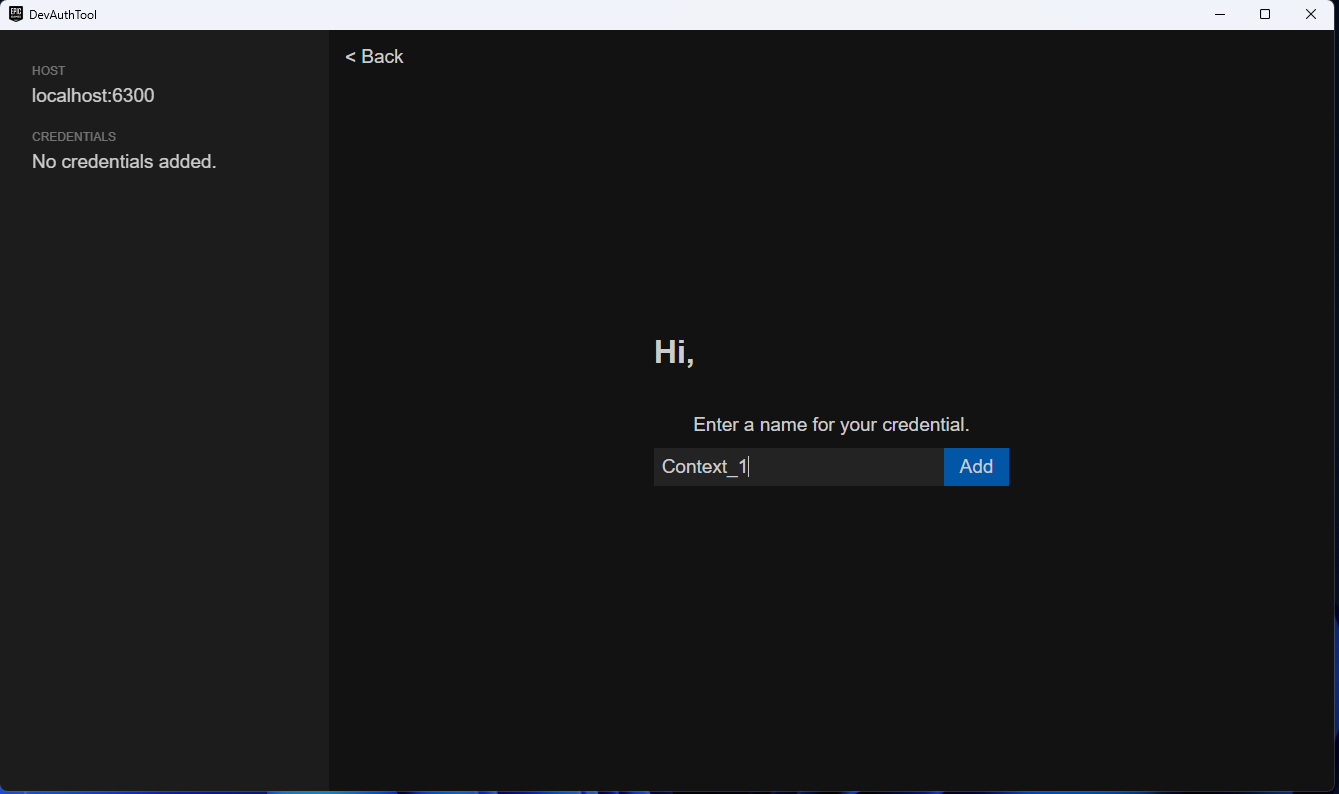 DevAuthTool
HOST
localhost:6300
CREDENTIALS
No credentials added.
< Back
Hi,
Enter a name for your credential.
Context_1
Add